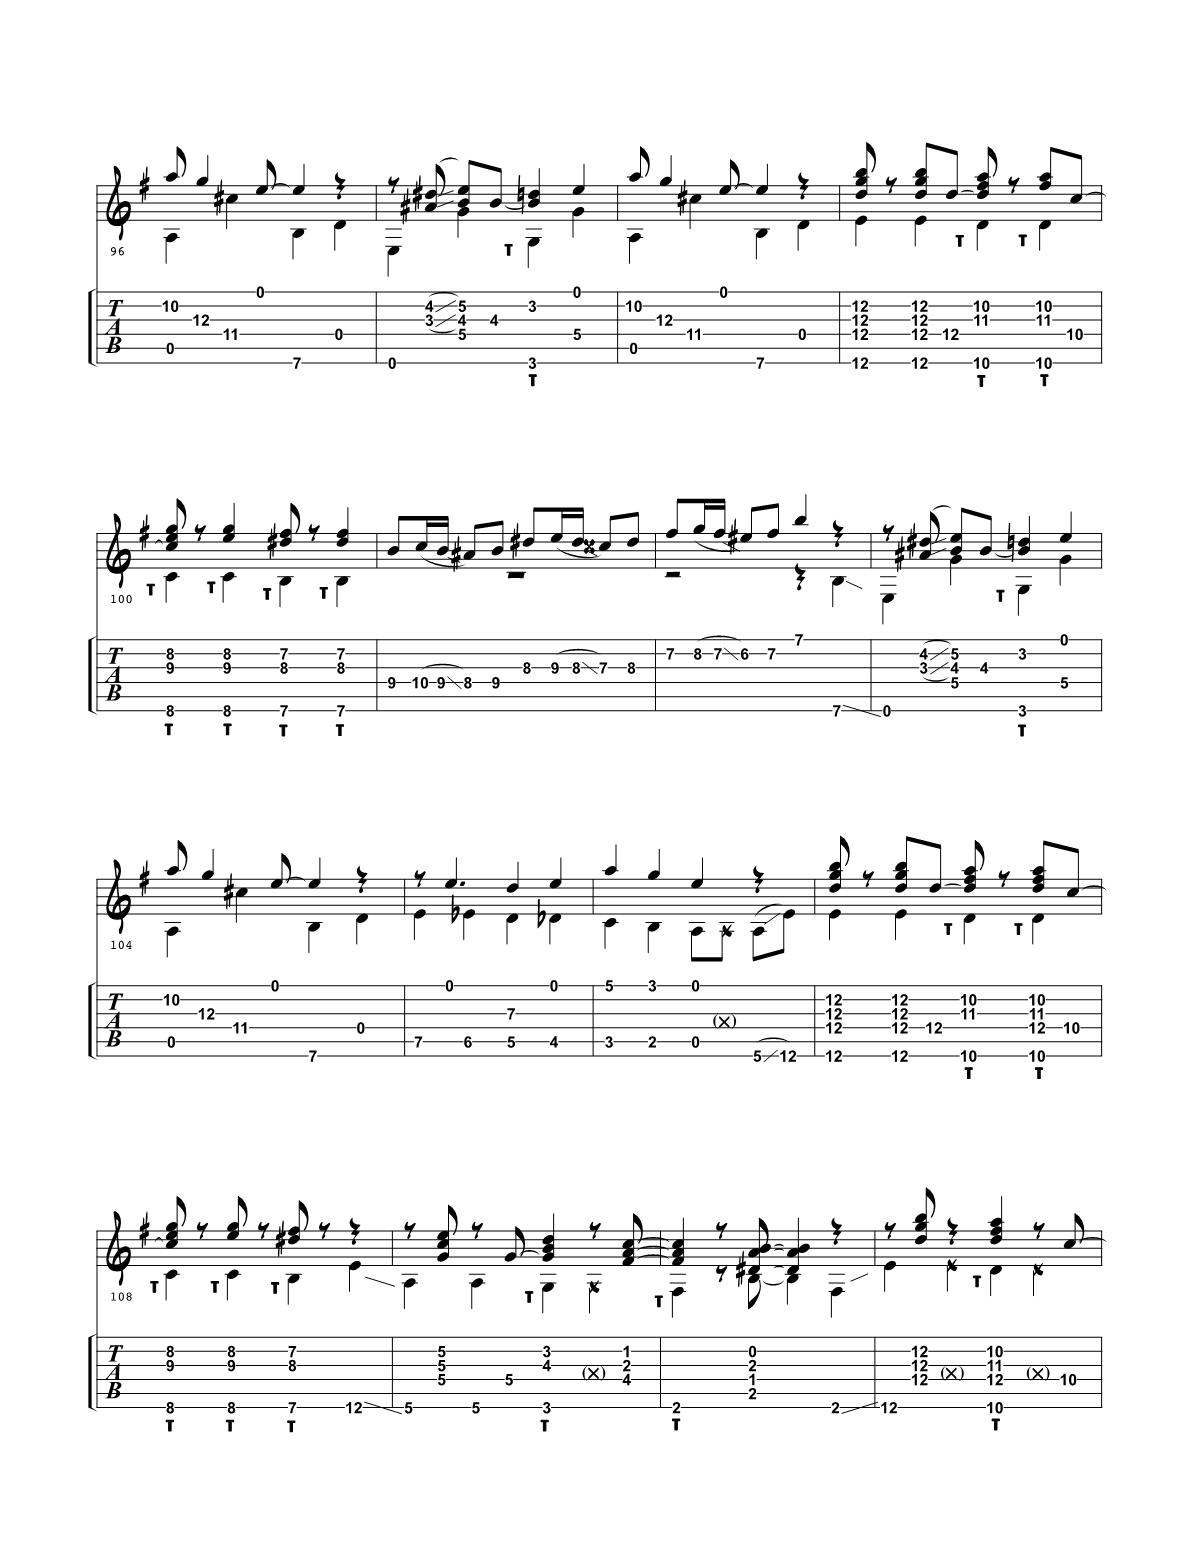 T
96
0 0 0
T 10 4 5 3 10 12 12 10 10
A 12 3 4 4 12 12 12 11 11
11 5 0 5 11 0 12 12 12 10
B 0 0
7 0 3 7 12 12 10 10
T T T
T T T T
100
T
7 0
T 8 8 7 7 7 8 7 6 7 4 5 3
A 9 9 8 8 8 9 8 7 8 3 4 4
9 10 9 8 9 5 5
B
8 8 7 7 7 0 3
T T T T T
T T
104
0 0 0 5 3 0
T 10 12 12 10 10
A 12 7 (X) 12 12 11 11
11 0 12 12 12 12 10
B 0 7 6 5 4 3 2 0
7 5 12 12 12 10 10
T T
T T T T T T
108
T 8 8 7 5 3 1 0 12 10
A 9 9 8 5 4 (X) 2 2 12 (X) 11 (X)
5 5 4 1 12 12 10
B 2
8 8 7 12 5 5 3 2 2 12 10
T T T T T T